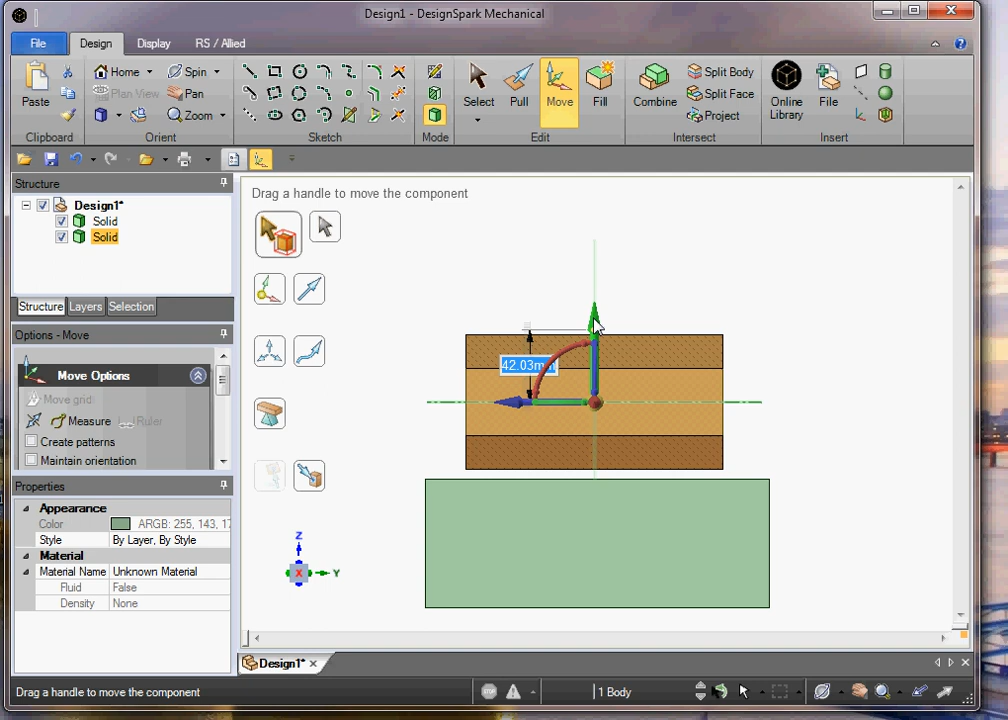 Design1 - DesignSpark Mechanical
File Design Display RS / Allied
Paste
Clipboard
Home Spin
Plan View Pan
Zoom
Orient
Sketch
Mode
Select Pull Move Fill
Edit
Combine
Split Body
Split Face
Project
Intersect
Online Library
File
Insert
Structure
Design1*
Solid
Solid
Structure Layers Selection
Options - Move
Move Options
Move grid
Measure Ruler
Create patterns
Maintain orientation
Properties
Appearance
Color ARGB: 255, 143, 17
Style By Layer, By Style
Material
Material Name Unknown Material
Fluid False
Density None
Drag a handle to move the component
42.03mm
Z
X
Y
Design1*
Drag a handle to move the component
1 Body